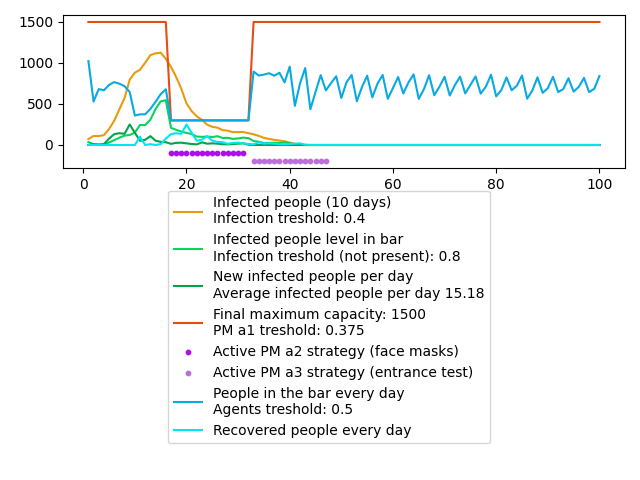 1500
1000
500
0
0 20 40 60 80 100
Infected people (10 days)
Infection treshold: 0.4
Infected people level in bar
Infection treshold (not present): 0.8
New infected people per day
Average infected people per day 15.18
Final maximum capacity: 1500
PM a1 treshold: 0.375
Active PM a2 strategy (face masks)
Active PM a3 strategy (entrance test)
People in the bar every day
Agents treshold: 0.5
Recovered people every day